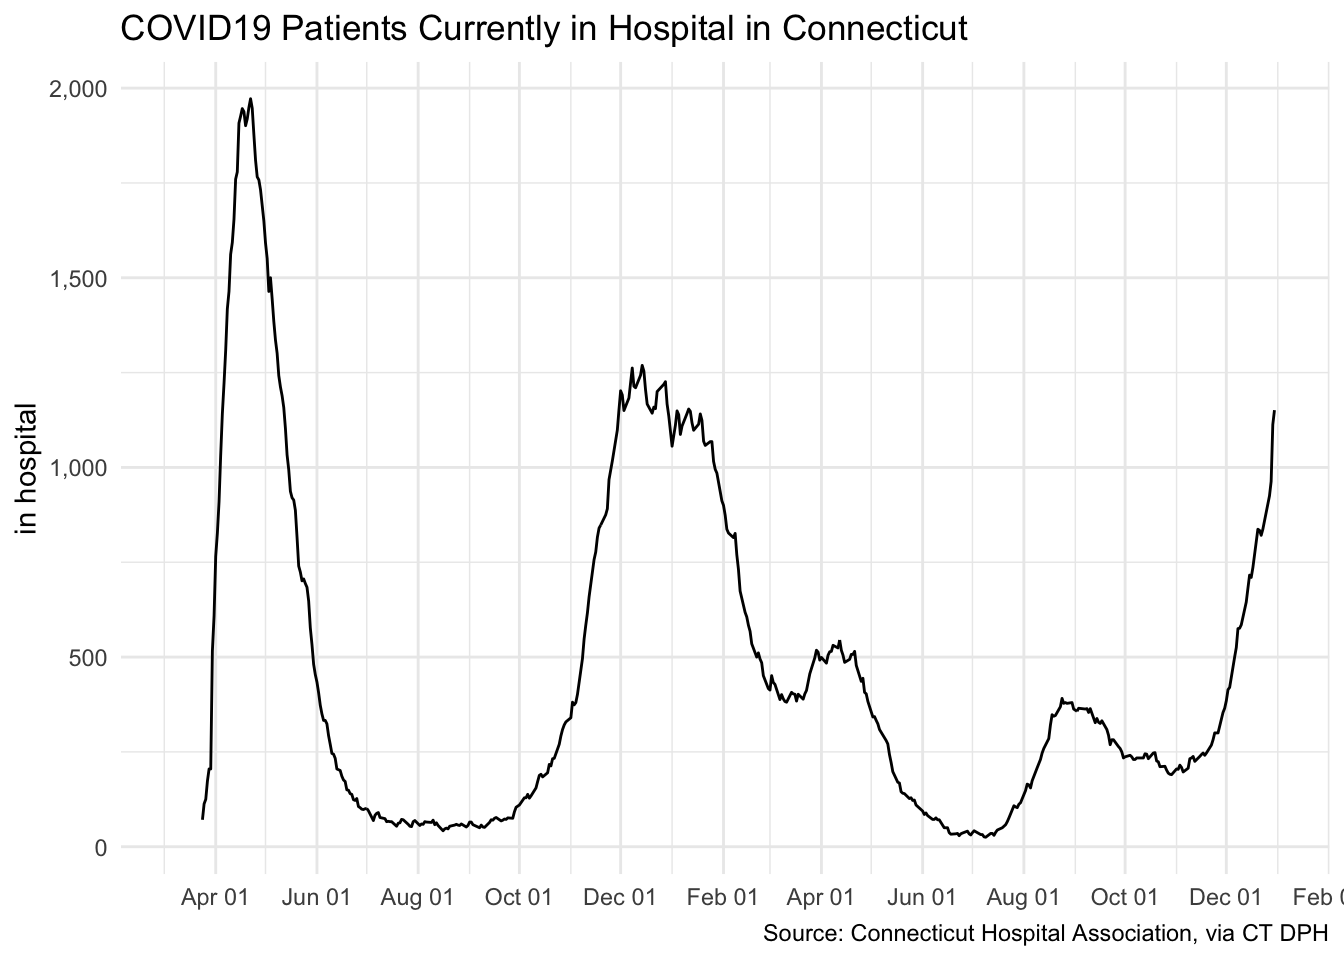 COVID19 Patients Currently in Hospital in Connecticut
2,000
1,500
1,000
500
0
in hospital
Apr 01 Jun 01 Aug 01 Oct 01 Dec 01 Feb 01 Apr 01 Jun 01 Aug 01 Oct 01 Dec 01 Feb
Source: Connecticut Hospital Association, via CT DPH